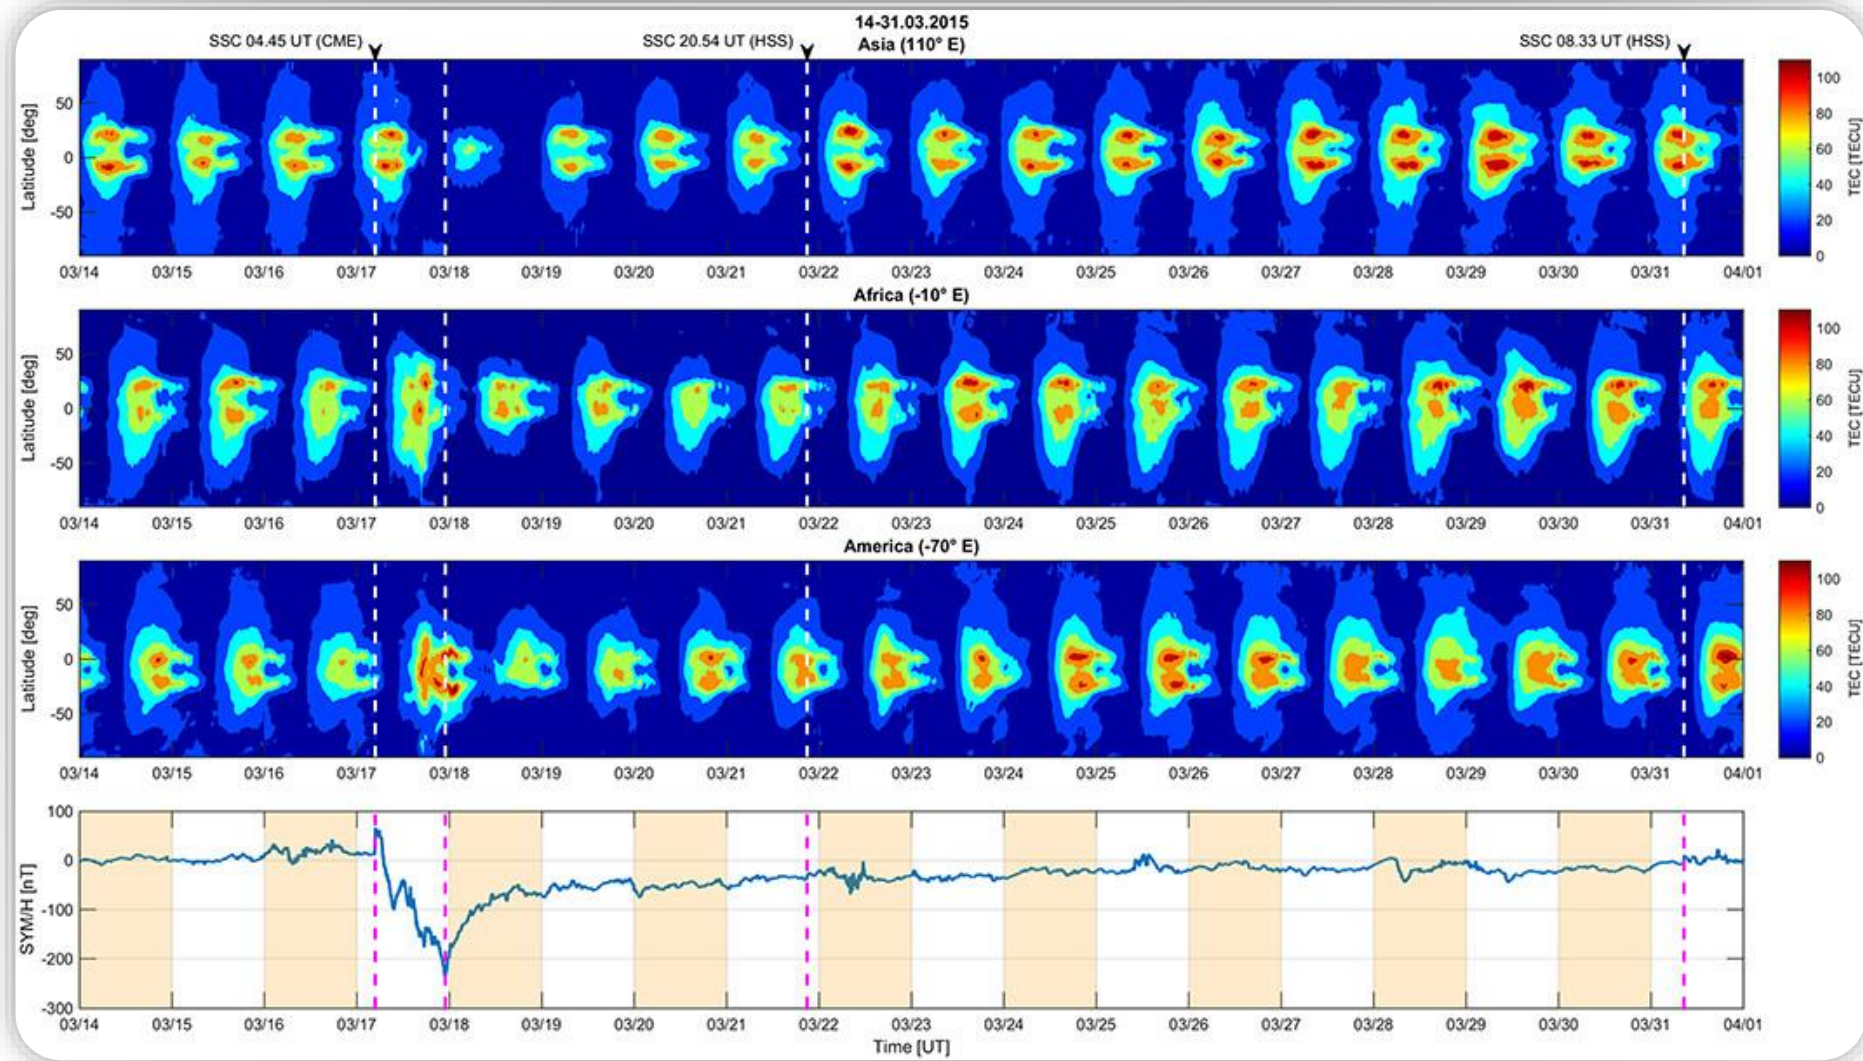 14-31.03.2015
SSC 04.45 UT (CME) SSC 20.54 UT (HSS) Asia (110° E) SSC 08.33 UT (HSS)
Latitude [deg]
50
0
-50
03/14 03/15 03/16 03/17 03/18 03/19 03/20 03/21 03/22 03/23 03/24 03/25 03/26 03/27 03/28 03/29 03/30 03/31 04/01
100
80
60
40
20
0
TEC [TECU]
Africa (-10° E)
Latitude [deg]
50
0
-50
03/14 03/15 03/16 03/17 03/18 03/19 03/20 03/21 03/22 03/23 03/24 03/25 03/26 03/27 03/28 03/29 03/30 03/31 04/01
100
80
60
40
20
0
TEC [TECU]
America (-70° E)
Latitude [deg]
50
0
-50
03/14 03/15 03/16 03/17 03/18 03/19 03/20 03/21 03/22 03/23 03/24 03/25 03/26 03/27 03/28 03/29 03/30 03/31 04/01
100
80
60
40
20
0
TEC [TECU]
SYM/H [nT]
100
0
-100
-200
-300
03/14 03/15 03/16 03/17 03/18 03/19 03/20 03/21 03/22 03/23 03/24 03/25 03/26 03/27 03/28 03/29 03/30 03/31 04/01
Time [UT]